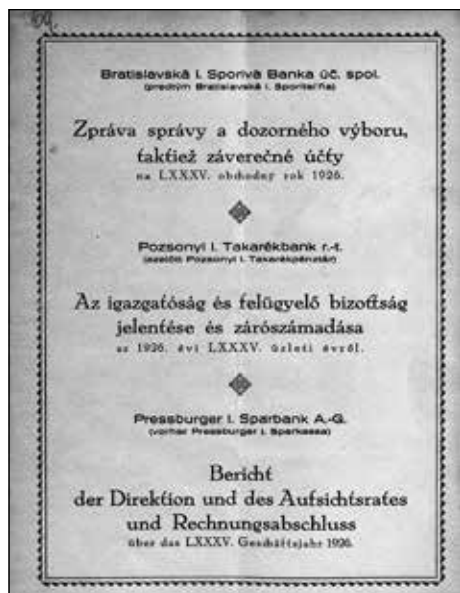 69.
Bratislavská I. Sporivá Banka úč. spol.
(predtým Bratislavská I. Sporiteľňa)
Zpráva správy a dozorného výboru,
taktiež záverečné účty
na LXXXV. obchodný rok 1926.
Pozsonyi I. Takarékbank r.-t.
(ezelőtt Pozsonyi I. Takarékpénztár)
Az igazgatóság és felügyelő bizottság
jelentése és zárószámadása
az 1926. évi LXXXV. üzleti évről.
Pressburger I. Sparbank A.-G.
(vorher Pressburger I. Sparkassa)
Bericht
der Direktion und des Aufsichtsrates
und Rechnungsabschluss
über das LXXXV. Geschäftsjahr 1926.